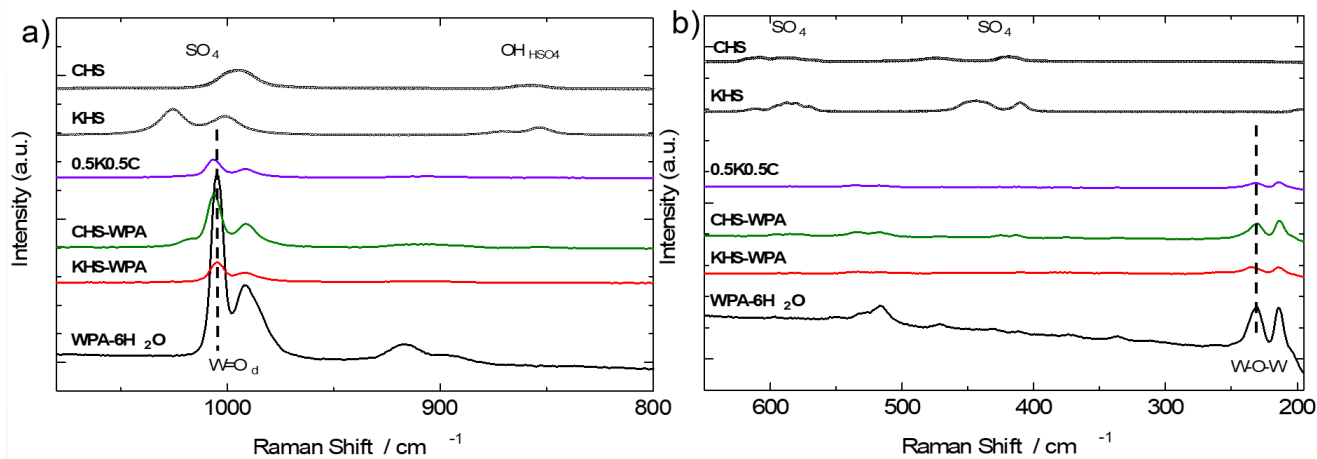 a)
SO4
OH HSO4
CHS
KHS
0.5K0.5C
CHS-WPA
KHS-WPA
WPA-6H2O
W=Od
Intensity (a.u.)
1000
900
800
Raman Shift / cm-1
b)
SO4
SO4
CHS
KHS
0.5K0.5C
CHS-WPA
KHS-WPA
WPA-6H2O
W-O-W
Intensity (a.u.)
600
500
400
300
200
Raman Shift / cm-1